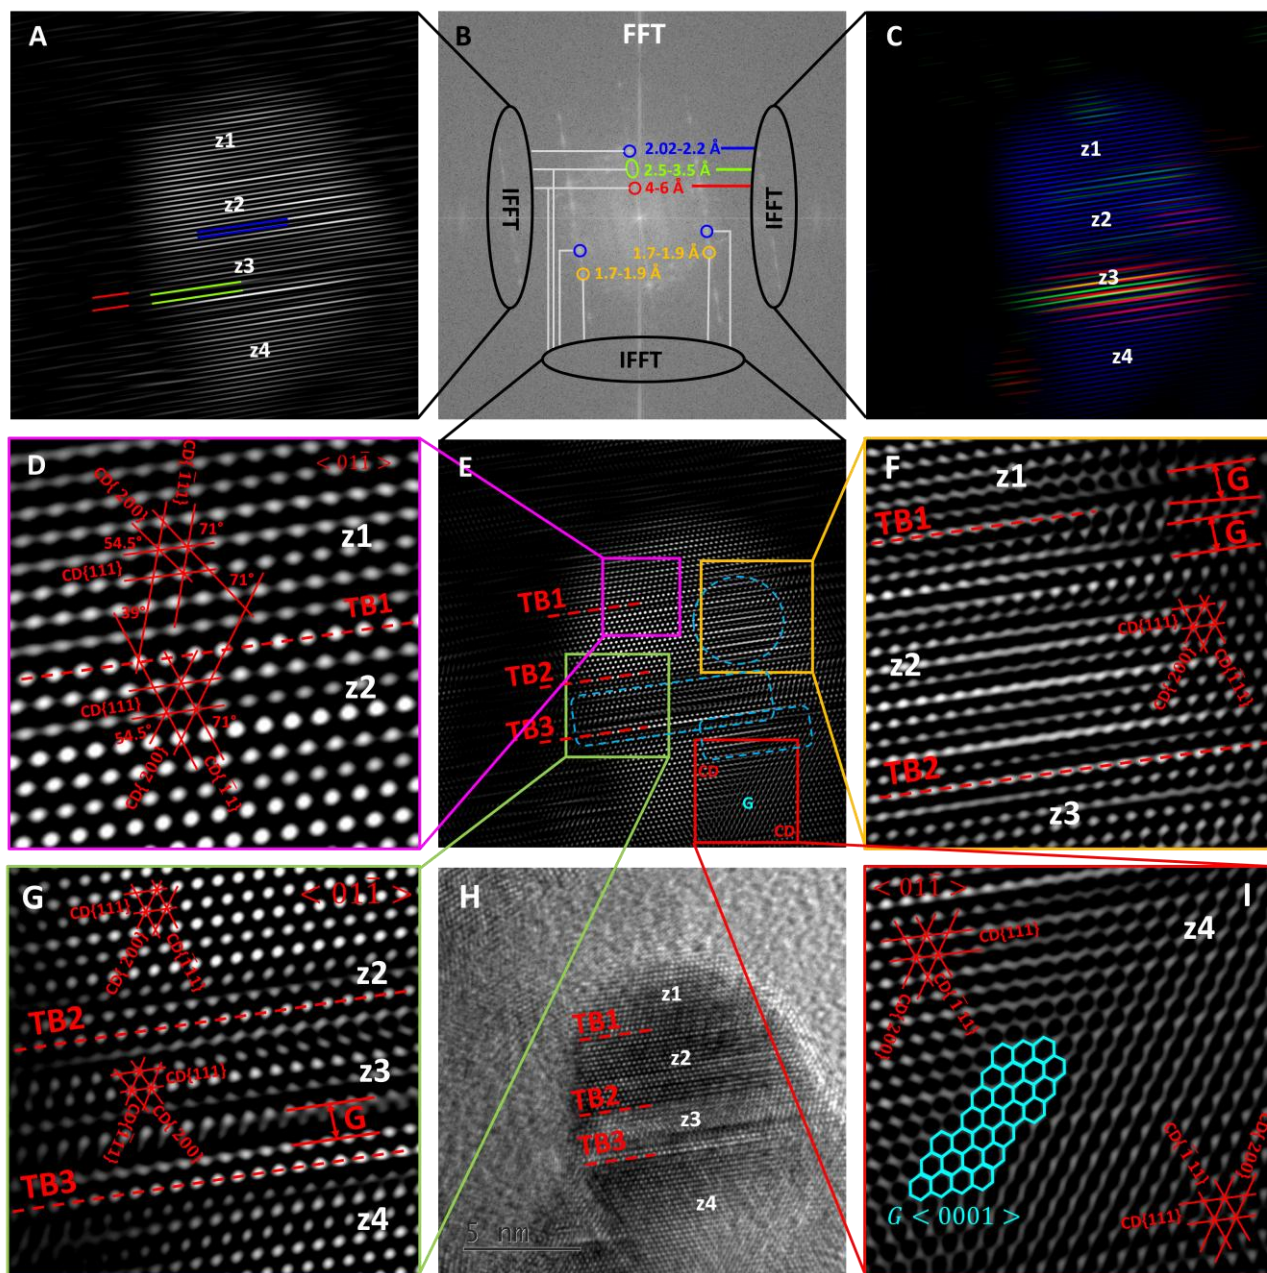 A
z1
z2
z3
z4
B
FFT
2.02-2.2 Å
2.5-3.5 Å
4-6 Å
1.7-1.9 Å
1.7-1.9 Å
IFFT
IFFT
IFFT
C
z1
z2
z3
z4
D
< 01̄1̄ >
CD{200}
CD{1̄11}
71°
54.5°
z1
CD{111}
71°
39°
TB1
z2
CD{111}
54.5°
71°
CD{200}
CD{1̄11}
E
TB1
TB2
TB3
CD
G
CD
F
z1
G
TB1
G
CD{111}
z2
CD{200}
CD{1̄11}
TB2
z3
G
< 011̄ >
CD{111}
CD{200}
CD{1̄11}
z2
TB2
z3
CD{111}
CD{1̄11}
CD{200}
G
TB3
z4
H
z1
TB1
z2
TB2
z3
TB3
z4
5 nm
I
< 011̄ >
z4
CD{111}
CD{200}
CD{1̄11}
G < 0001 >
CD{1̄11}
CD{200}
CD{111}